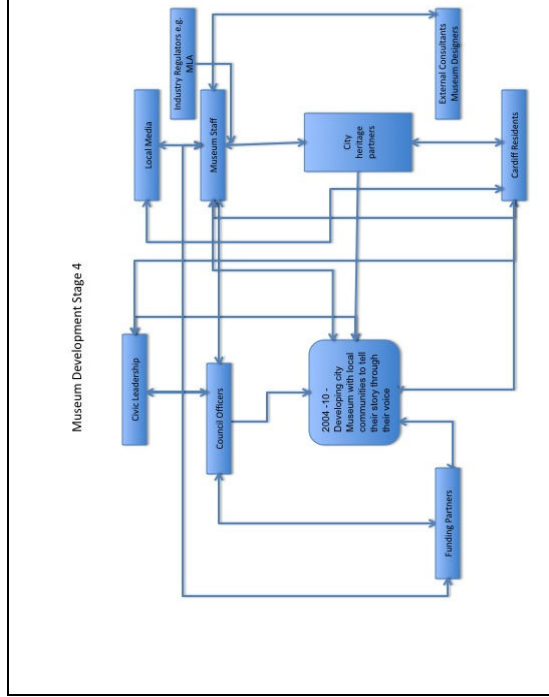 Museum Development Stage 4
Civic Leadership
Local Media
Industry Regulators e.g.
MLA
Council Officers
Museum Staff
2004 -10 -
Developing city
Museum with local
communities to tell
their story through
their voice
City
heritage
partners
Funding Partners
Cardiff Residents
External Consultants
Museum Designers